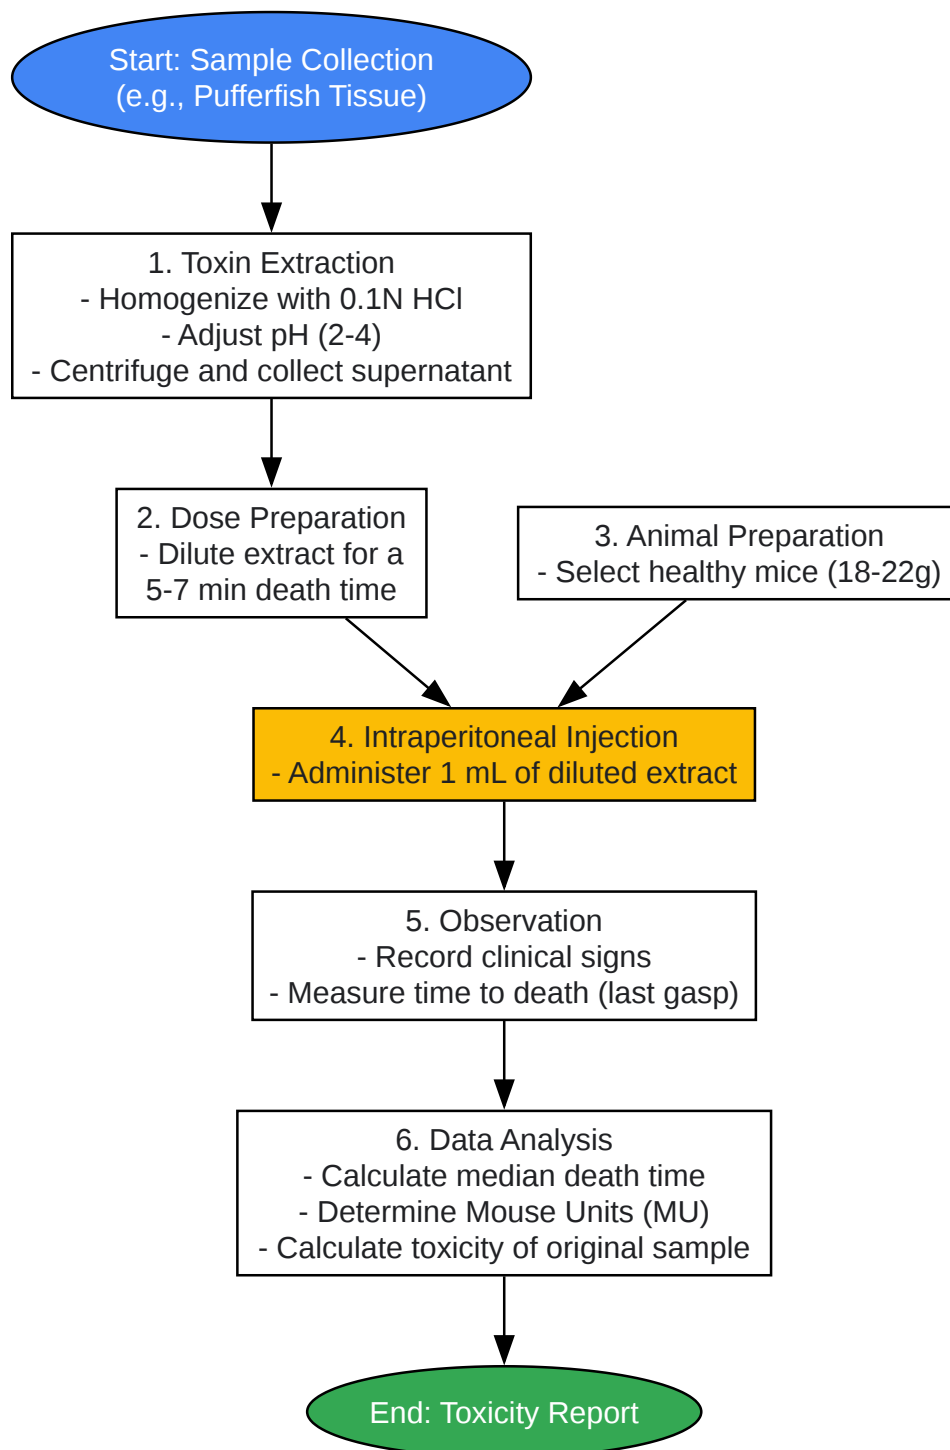 Start: Sample Collection
(e.g., Pufferfish Tissue)
1. Toxin Extraction
- Homogenize with 0.1N HCl
- Adjust pH (2-4)
- Centrifuge and collect supernatant
2. Dose Preparation
- Dilute extract for a
5-7 min death time
3. Animal Preparation
- Select healthy mice (18-22g)
4. Intraperitoneal Injection
- Administer 1 mL of diluted extract
5. Observation
- Record clinical signs
- Measure time to death (last gasp)
6. Data Analysis
- Calculate median death time
- Determine Mouse Units (MU)
- Calculate toxicity of original sample
End: Toxicity Report